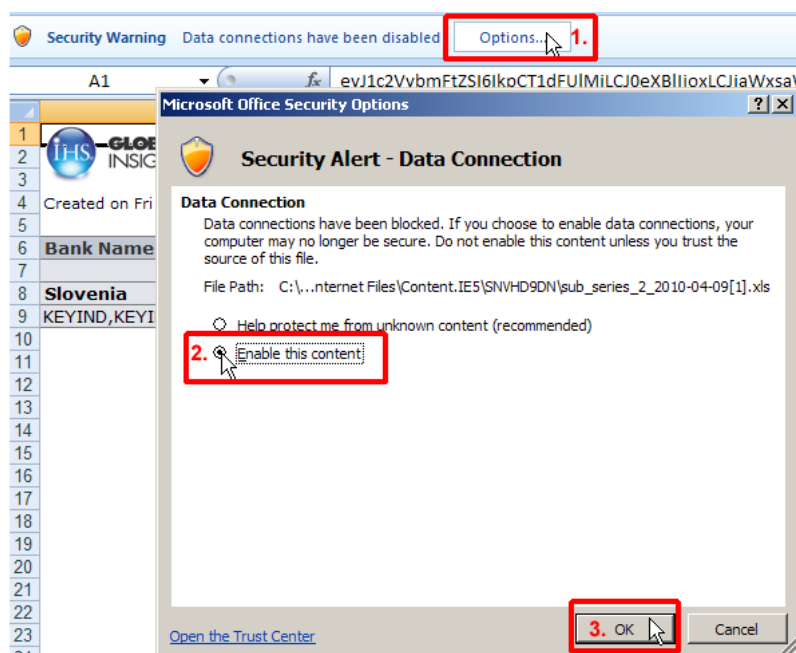 Security Warning Data connections have been disabled Options... 1.
A1 fx
Microsoft Office Security Options ? X
1
IHS GLOB
2 INSIG
Security Alert - Data Connection
3
4 Created on Fri
Data Connection
Data connections have been blocked. If you choose to enable data connections, your
5
computer may no longer be secure. Do not enable this content unless you trust the
6 Bank Name
source of this file.
7
File Path: C:\...nternet Files\Content.IE5\SNVHD9DN\sub_series_2_2010-04-09[1].xls
8 Slovenia
9 KEYIND,KEYI
Help protect me from unknown content (recommended)
10
2. Enable this content
11
12
13
14
15
16
17
18
19
20
21
22
3. OK Cancel
23 Open the Trust Center